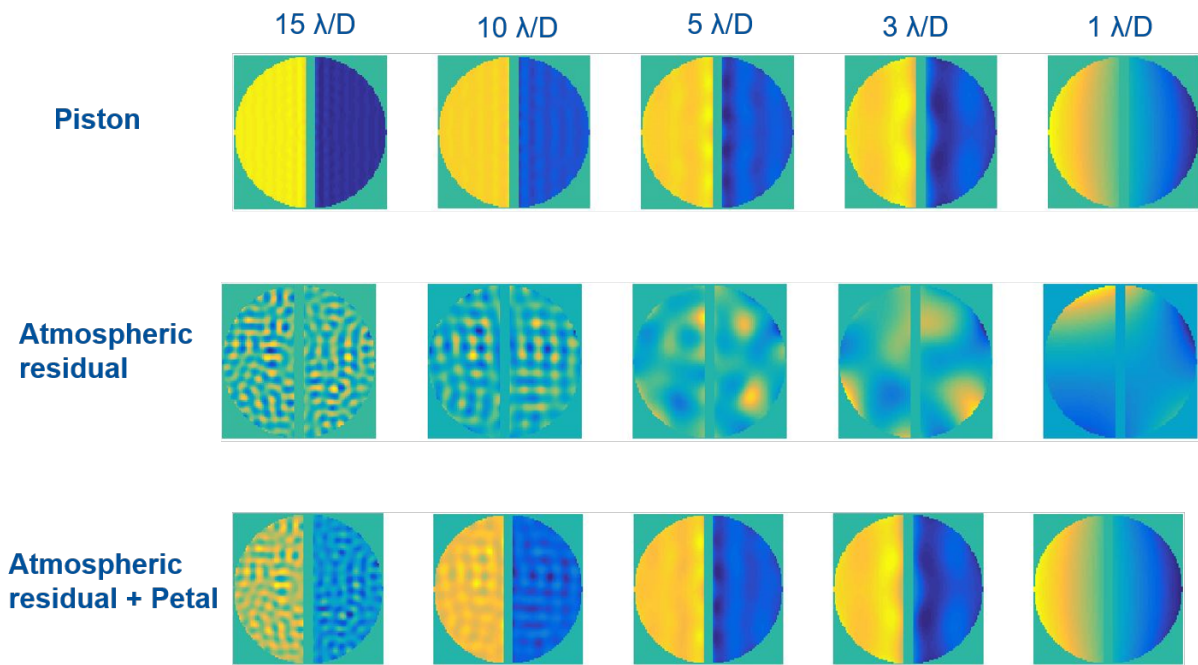 15 λ/D 10 λ/D 5 λ/D 3 λ/D 1 λ/D
Piston
Atmospheric
residual
Atmospheric
residual + Petal